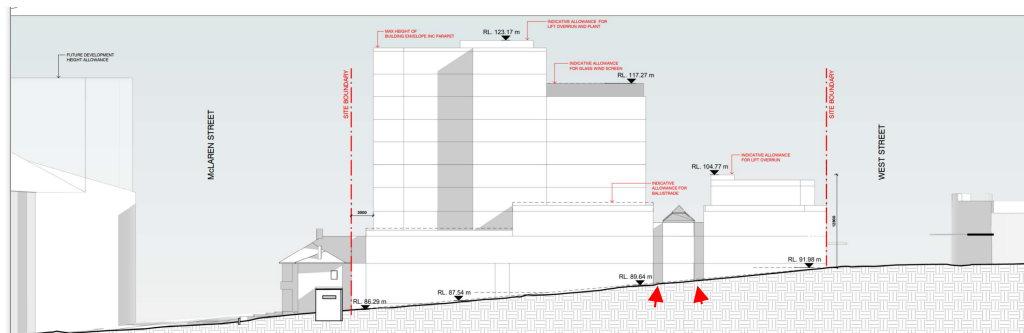 FUTURE DEVELOPMENT
HEIGHT ALLOWANCE
McLAREN STREET
SITE BOUNDARY
MAX HEIGHT OF
BUILDING ENVELOPE INC PARAPET
RL. 123.17 m
INDICATIVE ALLOWANCE FOR
LIFT OVERRUN AND PLANT
INDICATIVE ALLOWANCE
FOR GLASS WIND SCREEN
RL. 117.27 m
SITE BOUNDARY
WEST STREET
RL. 104.77 m
INDICATIVE ALLOWANCE
FOR LIFT OVERRUN
INDICATIVE
ALLOWANCE FOR
BALUSTRADE
3000
RL. 91.98 m
RL. 89.64 m
RL. 87.54 m
RL. 86.29 m